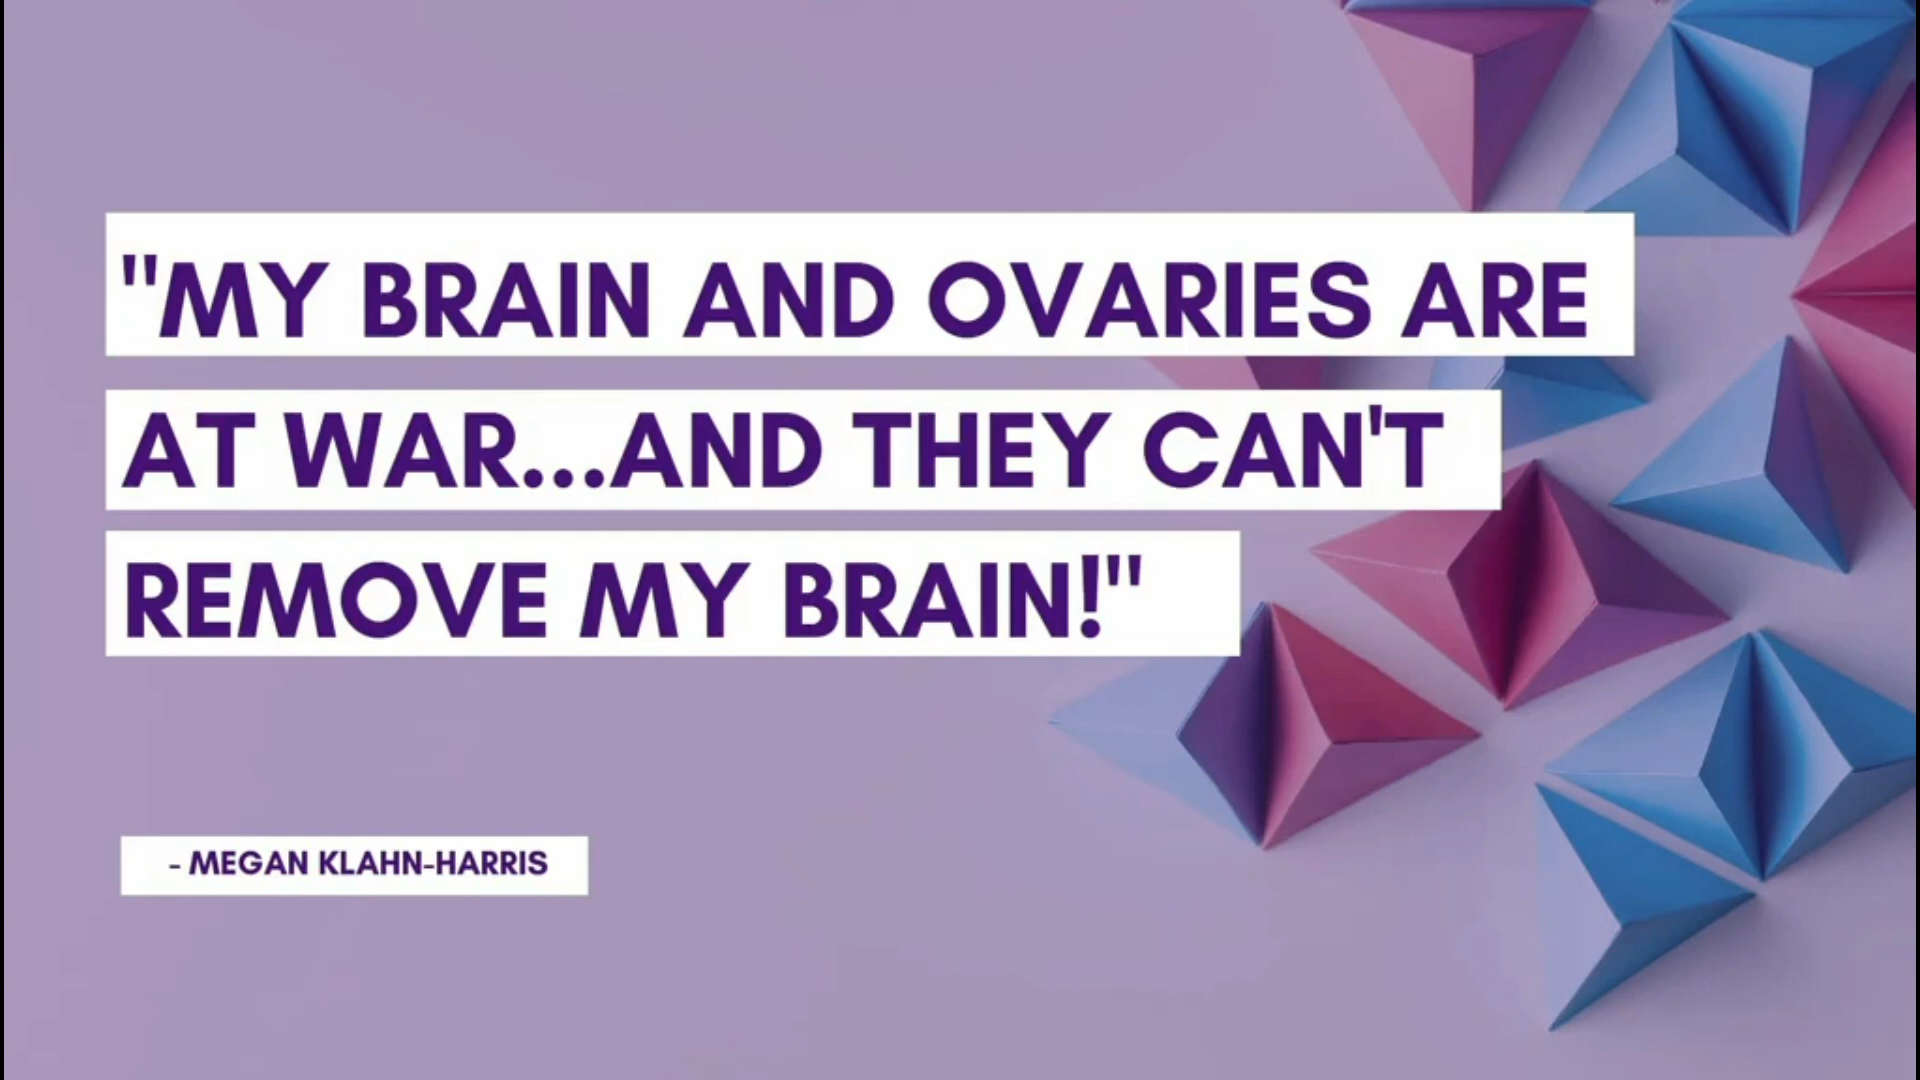 "MY BRAIN AND OVARIES ARE
AT WAR...AND THEY CAN'T
REMOVE MY BRAIN!"
- MEGAN KLAHN-HARRIS